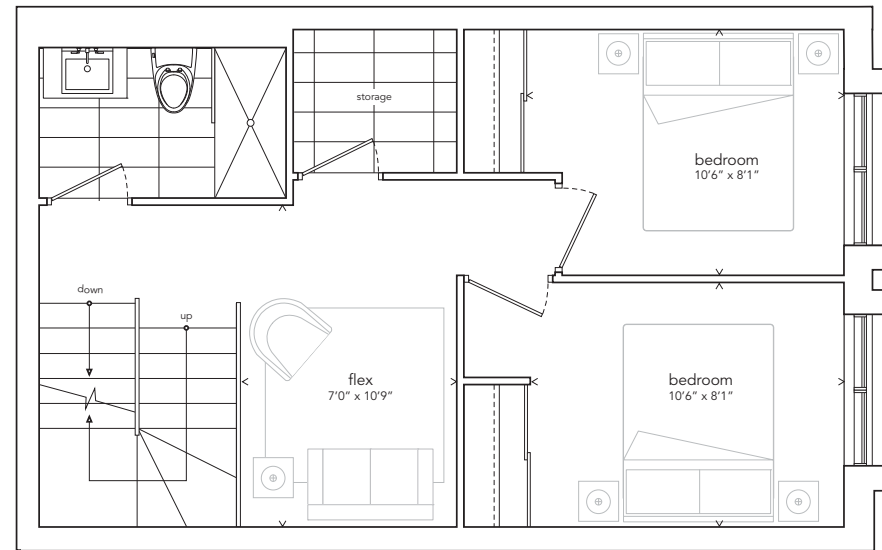 storage
bedroom
10’6” x 8’1”
down
up
flex
7’0” x 10’9”
bedroom
10’6” x 8’1”